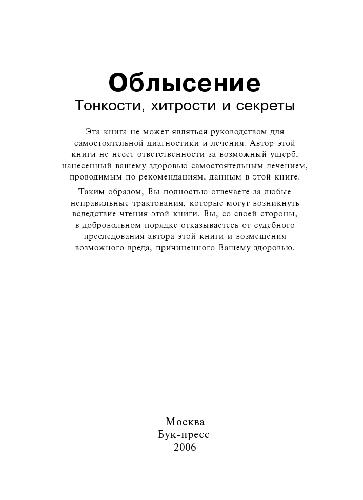 Облысение
Тонкости, хитрости и секреты
Эта книга не может являться руководством для
самостоятельной диагностики и лечения. Автор этой
книги не несет ответственности за возможный ущерб,
нанесенный вашему здоровью самостоятельным лечением,
проводимым по рекомендациям, данным в этой книге.
Таким образом, Вы полностью отвечаете за любые
неправильные трактования, которые могут возникнуть
вследствие чтения этой книги. Вы, со своей стороны,
в добровольном порядке отказываетесь от судебного
преследования автора этой книги и возмещения
возможного вреда, причиненного Вашему здоровью.
Москва
Бук-пресс
2006